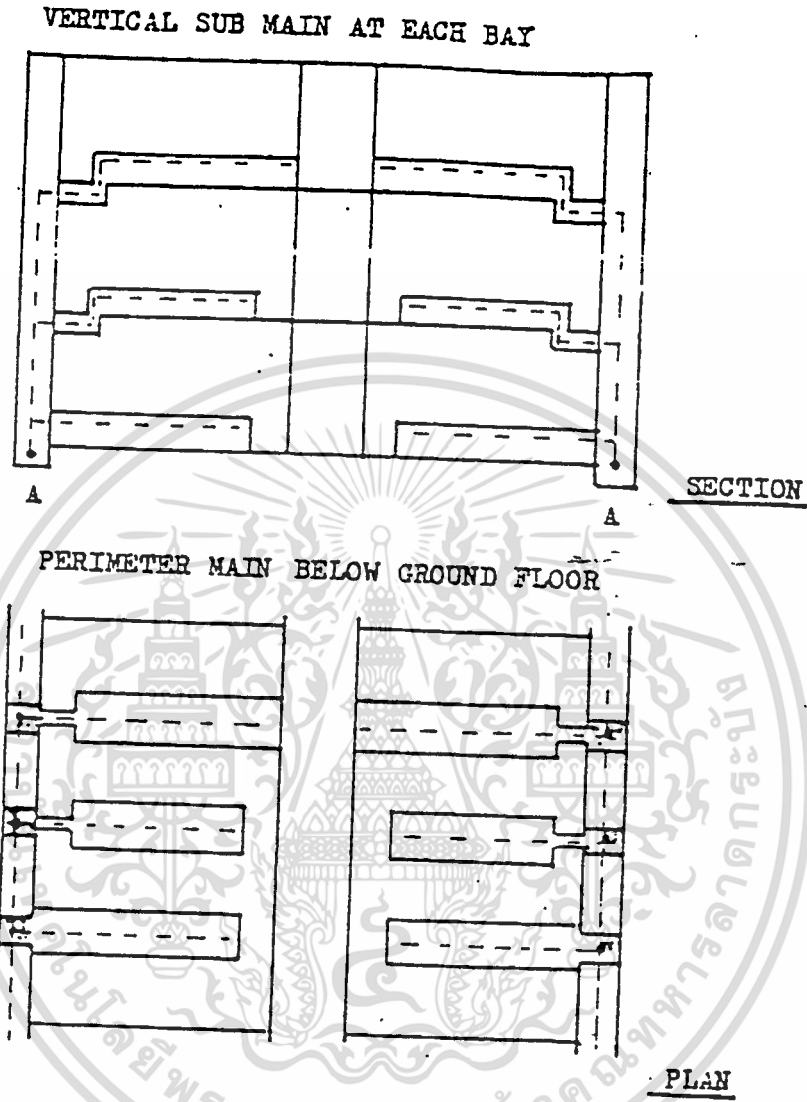 VERTICAL SUB MAIN AT EACH BAY
A
A
SECTION
PERIMETER MAIN BELOW GROUND FLOOR
PLAN